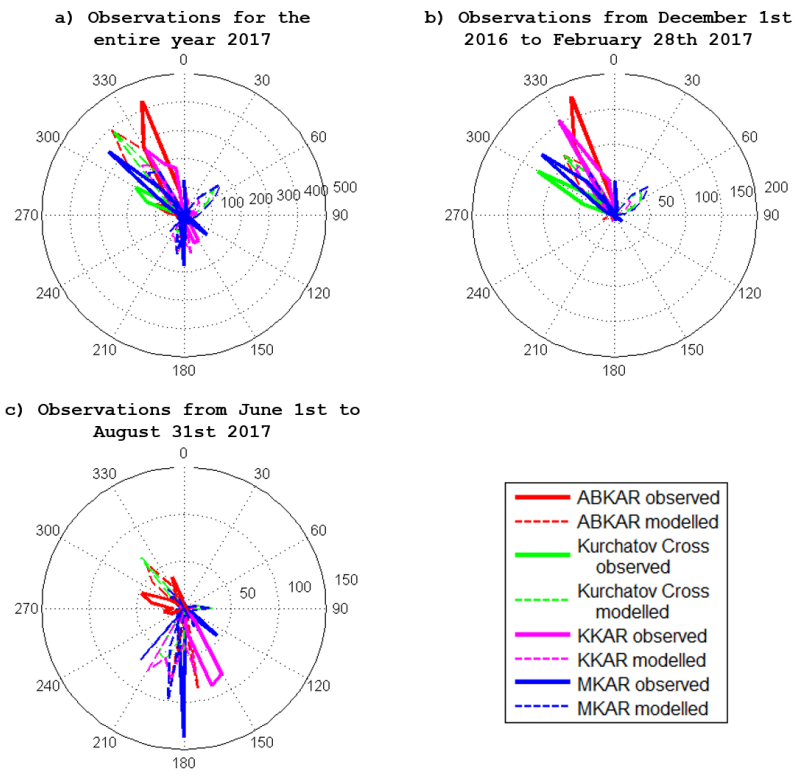 a) Observations for the
entire year 2017
0
30
60
90
120
150
180
210
240
270
300
330
100 200 300 400 500
b) Observations from December 1st
2016 to February 28th 2017
0
30
60
90
120
150
180
210
240
270
300
330
50 100 150 200
c) Observations from June 1st to
August 31st 2017
0
30
60
90
120
150
180
210
240
270
300
330
50 100 150
ABKAR observed
ABKAR modelled
Kurchatov Cross
observed
Kurchatov Cross
modelled
KKAR observed
KKAR modelled
MKAR observed
MKAR modelled